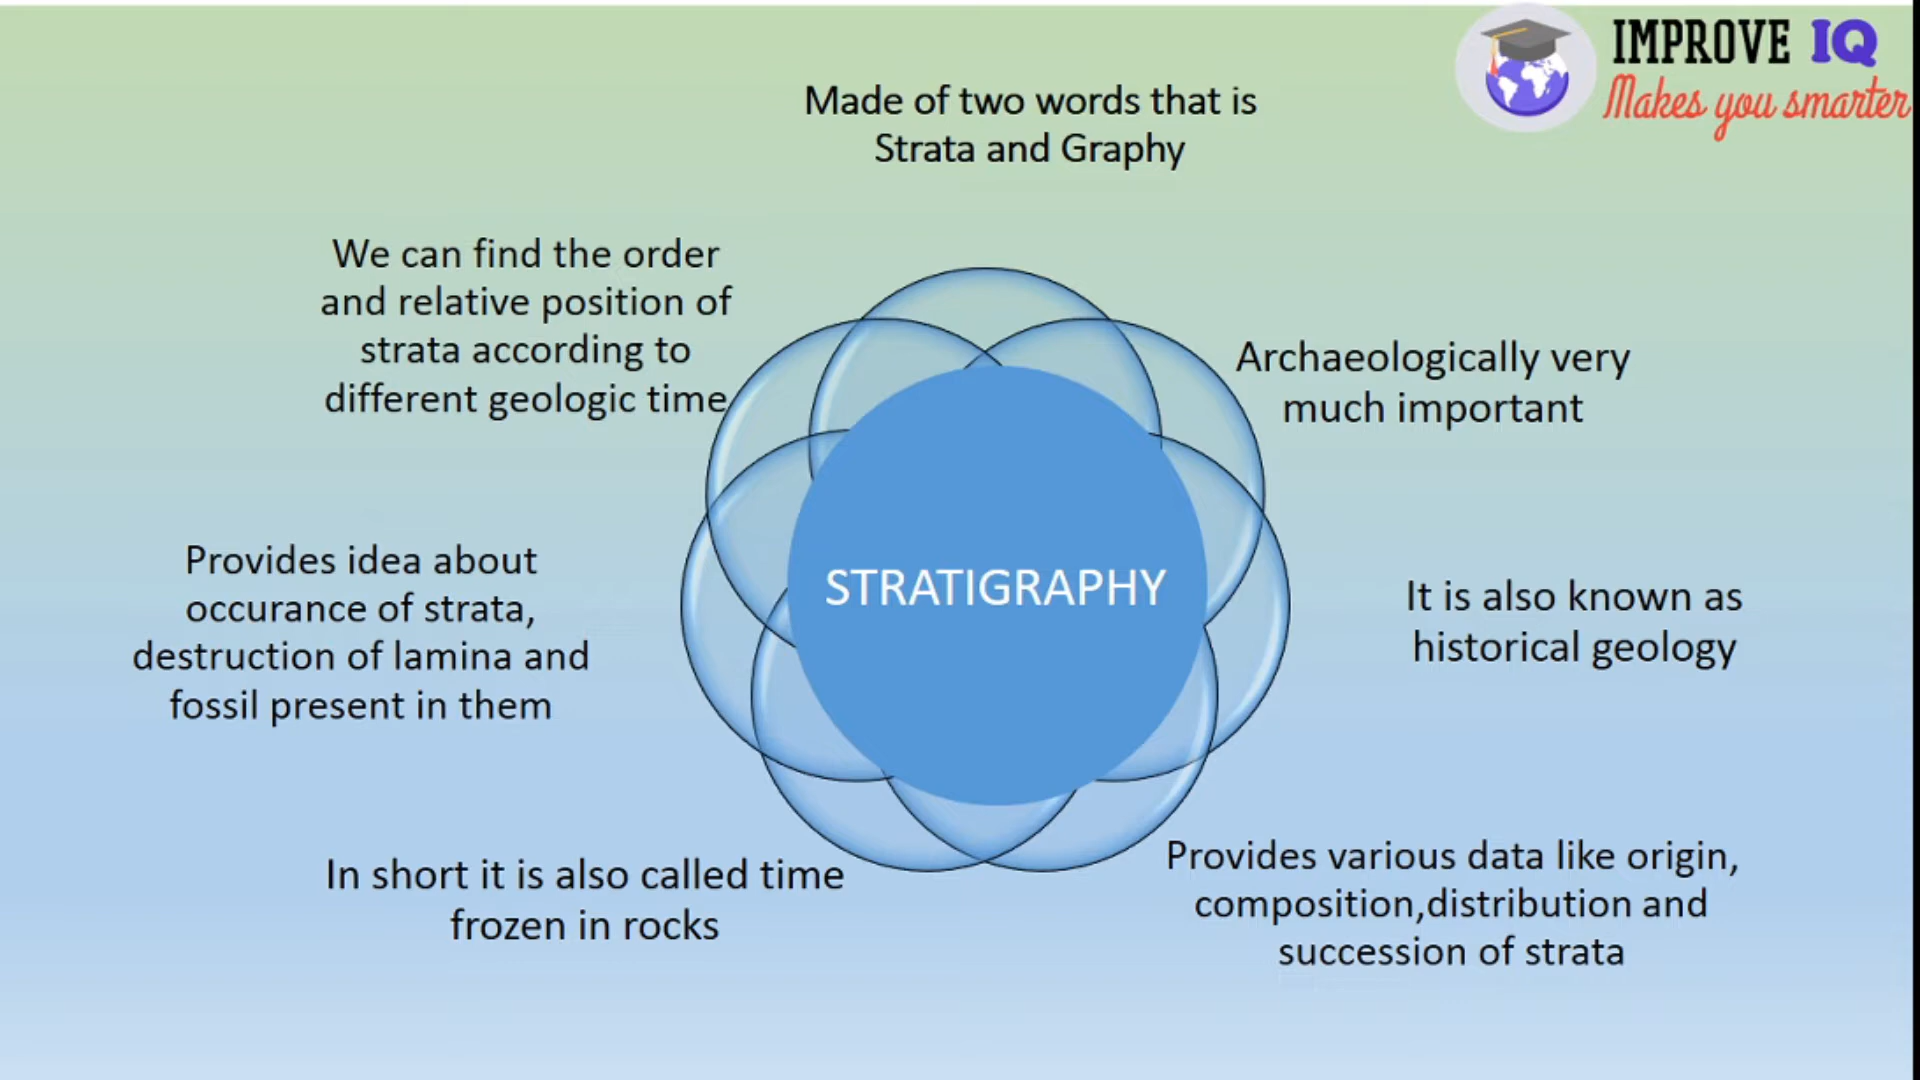 IMPROVE IQ
Makes you smarter
Made of two words that is
Strata and Graphy
We can find the order
and relative position of
strata according to
different geologic time
Archaeologically very
much important
Provides idea about
occurance of strata,
destruction of lamina and
fossil present in them
STRATIGRAPHY
It is also known as
historical geology
In short it is also called time
frozen in rocks
Provides various data like origin,
composition,distribution and
succession of strata